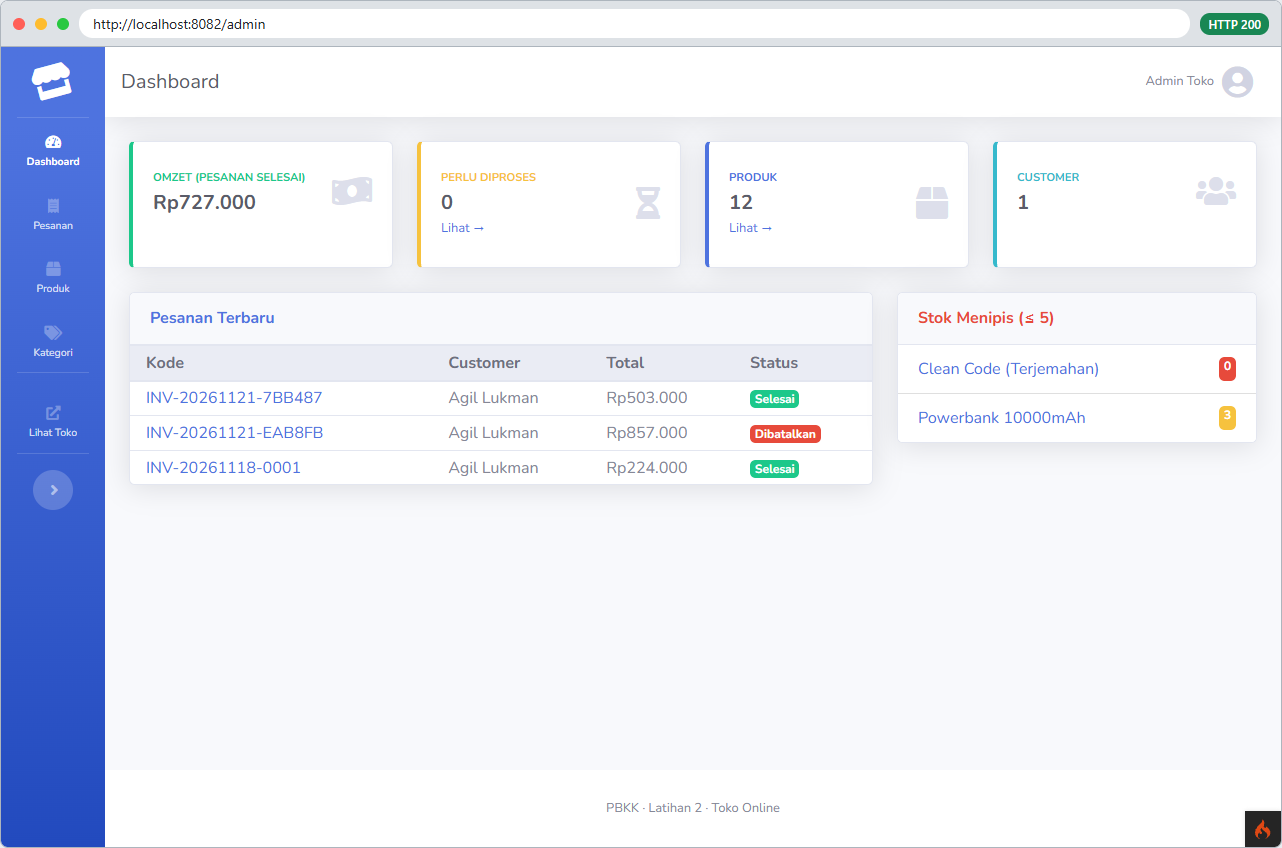 http://localhost:8082/admin
HTTP 200
Dashboard
Admin Toko
Dashboard
Pesanan
Produk
Kategori
Lihat Toko
OMZET (PESANAN SELESAI)
Rp727.000
PERLU DIPROSES
0
Lihat →
PRODUK
12
Lihat →
CUSTOMER
1
Pesanan Terbaru
Kode Customer Total Status
INV-20261121-7BB487 Agil Lukman Rp503.000 Selesai
INV-20261121-EAB8FB Agil Lukman Rp857.000 Dibatalkan
INV-20261118-0001 Agil Lukman Rp224.000 Selesai
Stok Menipis (≤ 5)
Clean Code (Terjemahan) 0
Powerbank 10000mAh 3
PBKK · Latihan 2 · Toko Online